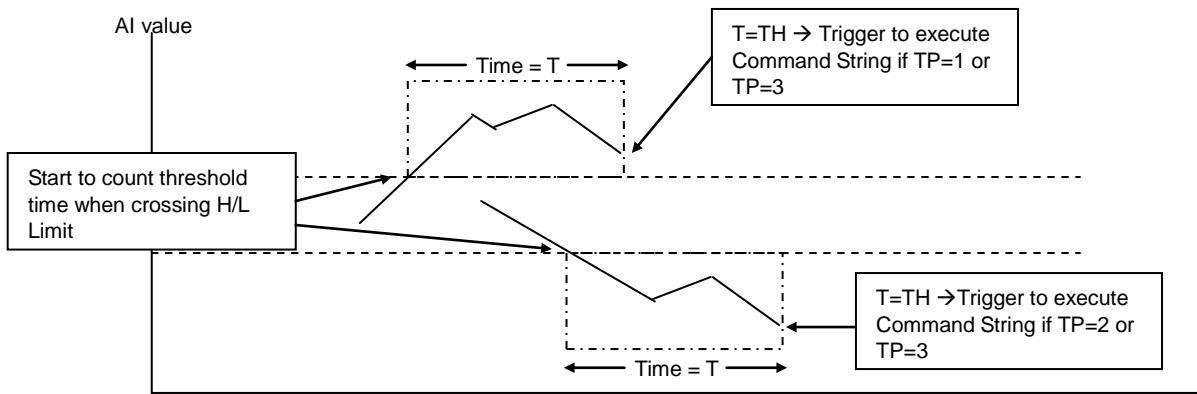 AI value
Time = T
T=TH → Trigger to execute
Command String if TP=1 or
TP=3
Start to count threshold
time when crossing H/L
Limit
T=TH →Trigger to execute
Command String if TP=2 or
TP=3
Time = T